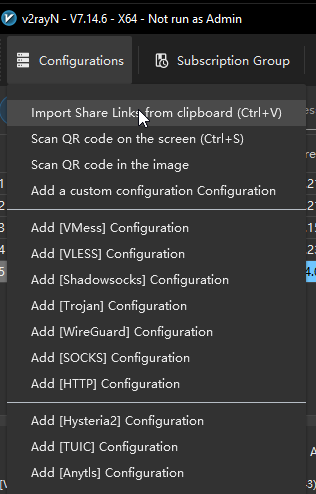 v2rayN - V7.14.6 - X64 - Not run as Admin
Configurations
Subscription Group
Import Share Links from clipboard (Ctrl+V)
Scan QR code on the screen (Ctrl+S)
Scan QR code in the image
Add a custom configuration Configuration
Add [VMess] Configuration
Add [VLESS] Configuration
Add [Shadowsocks] Configuration
Add [Trojan] Configuration
Add [WireGuard] Configuration
Add [SOCKS] Configuration
Add [HTTP] Configuration
Add [Hysteria2] Configuration
Add [TUIC] Configuration
Add [Anytls] Configuration